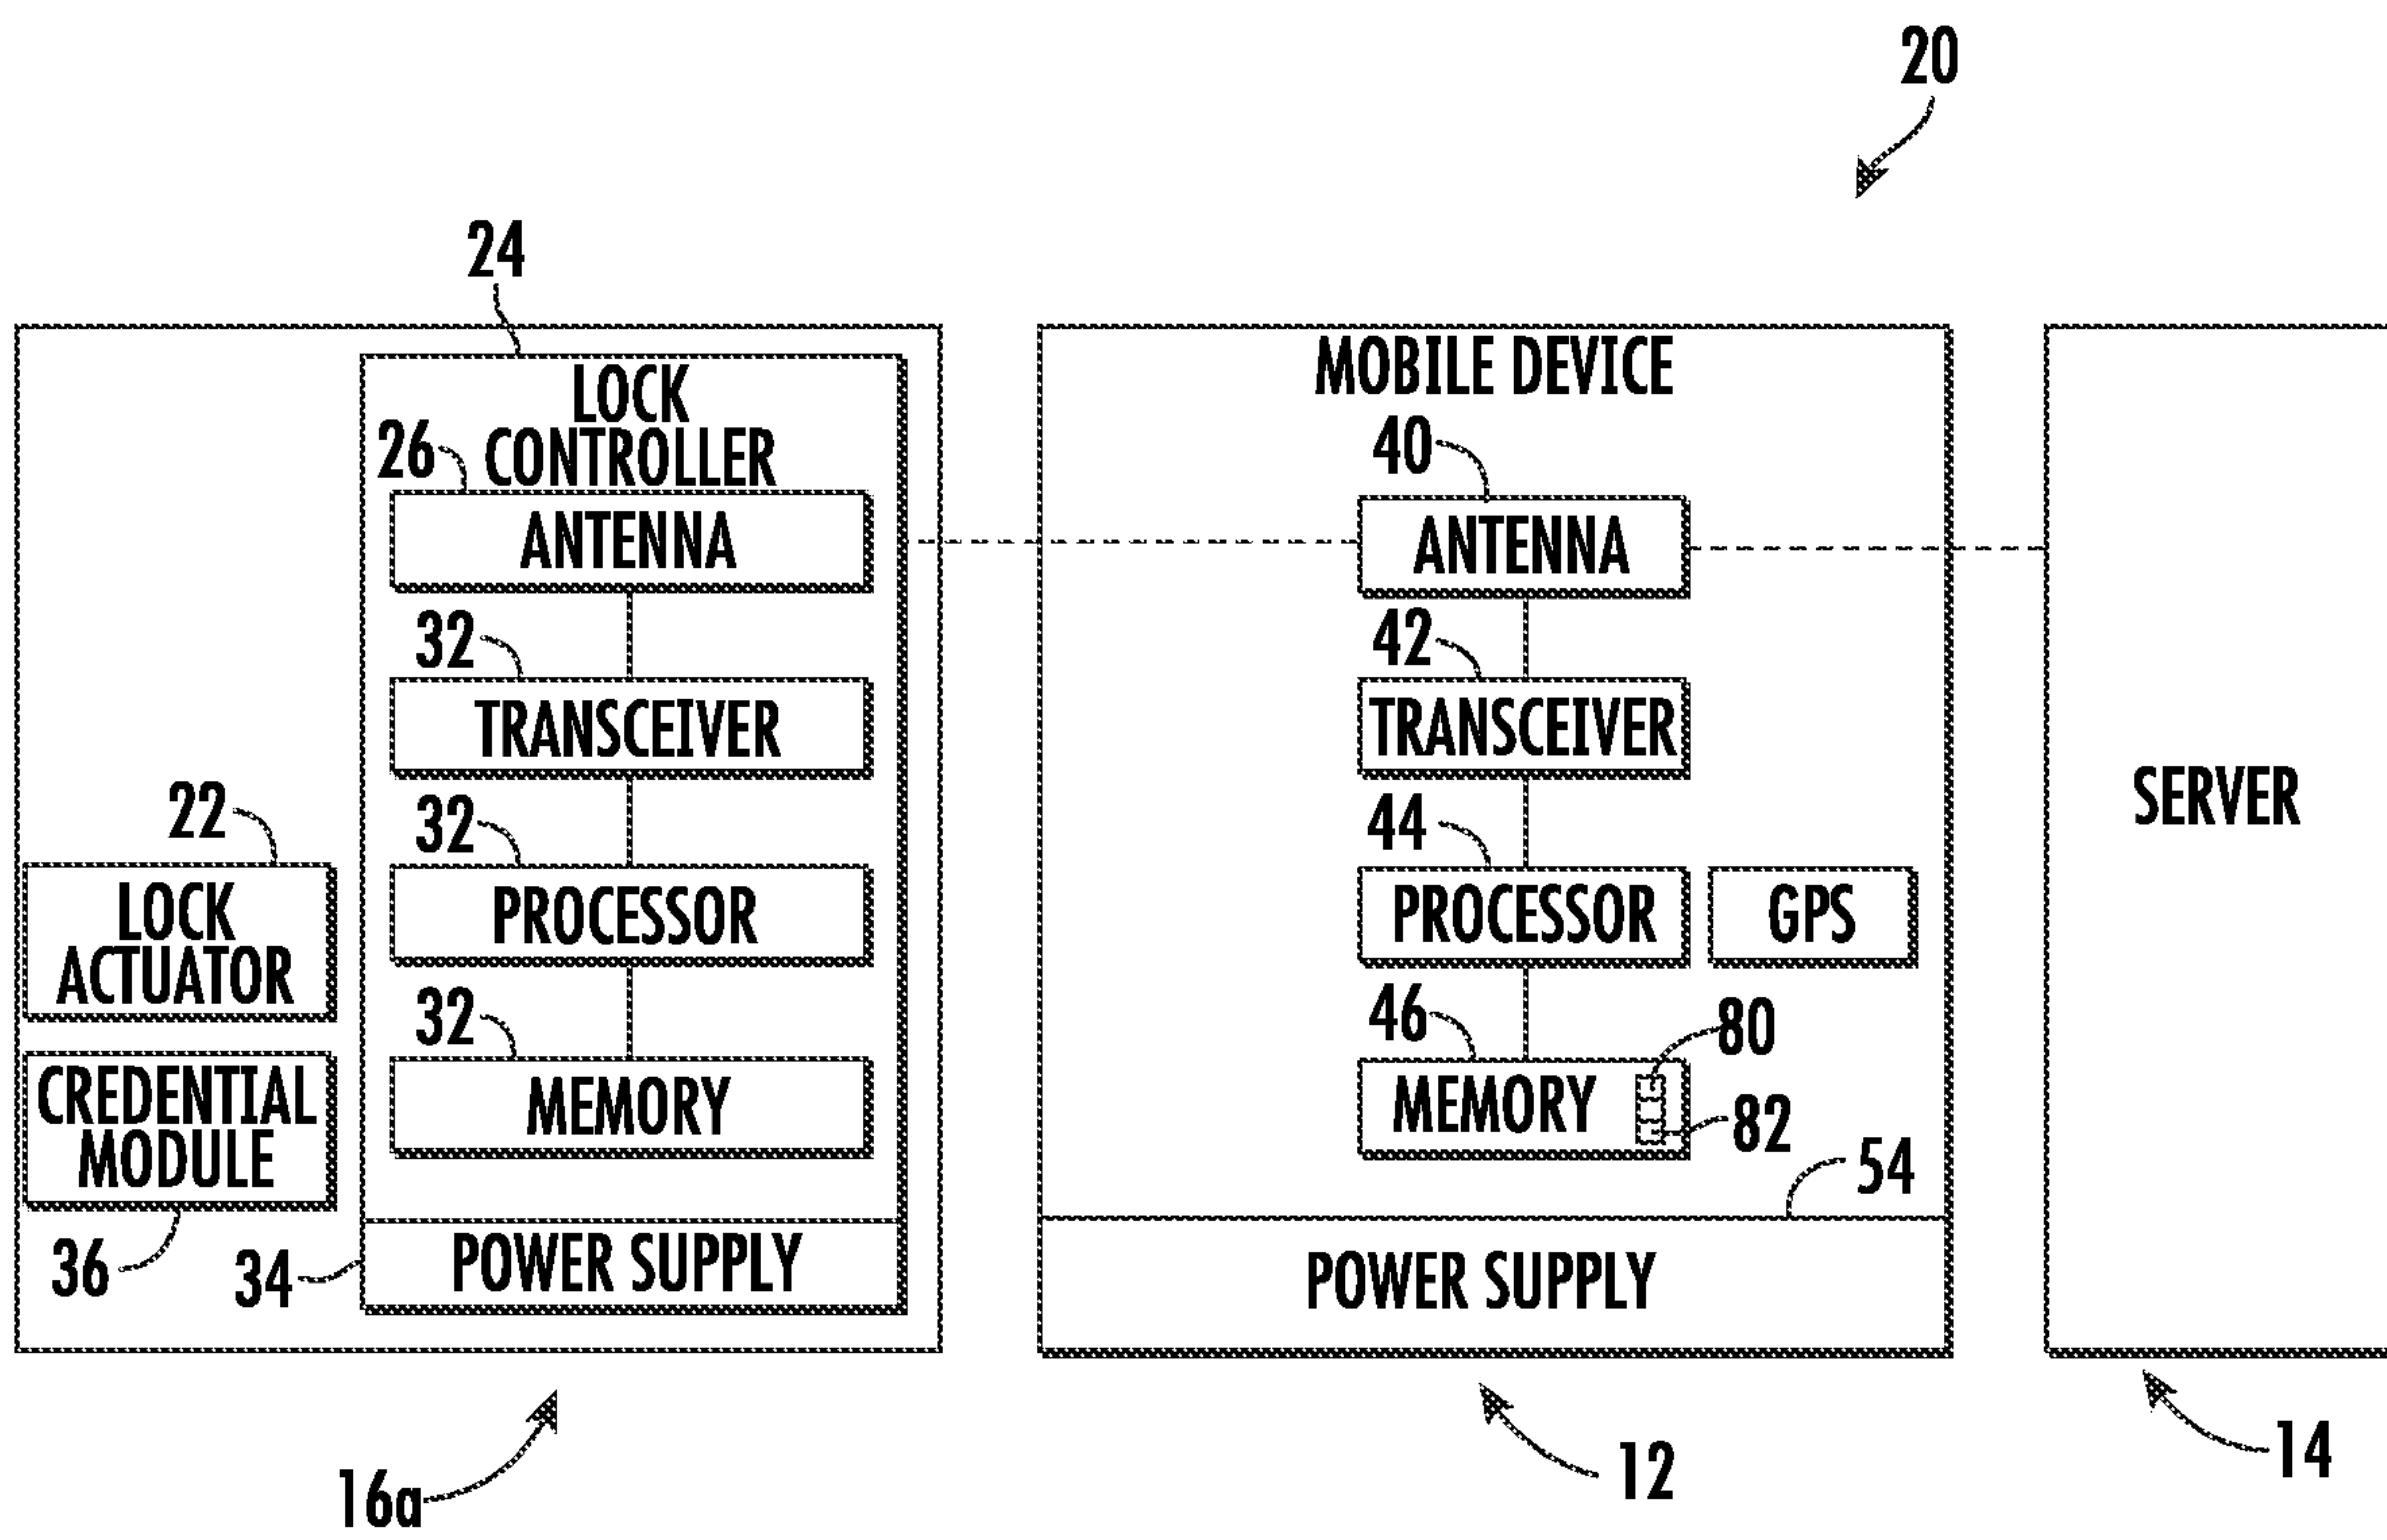 20
24
LOCK
CONTROLLER
26
ANTENNA
32
TRANSCEIVER
32
PROCESSOR
32
MEMORY
POWER SUPPLY
34
22
LOCK
ACTUATOR
CREDENTIAL
MODULE
36
16a
MOBILE DEVICE
40
ANTENNA
42
TRANSCEIVER
44
PROCESSOR
GPS
46
MEMORY
80
82
54
POWER SUPPLY
12
SERVER
14